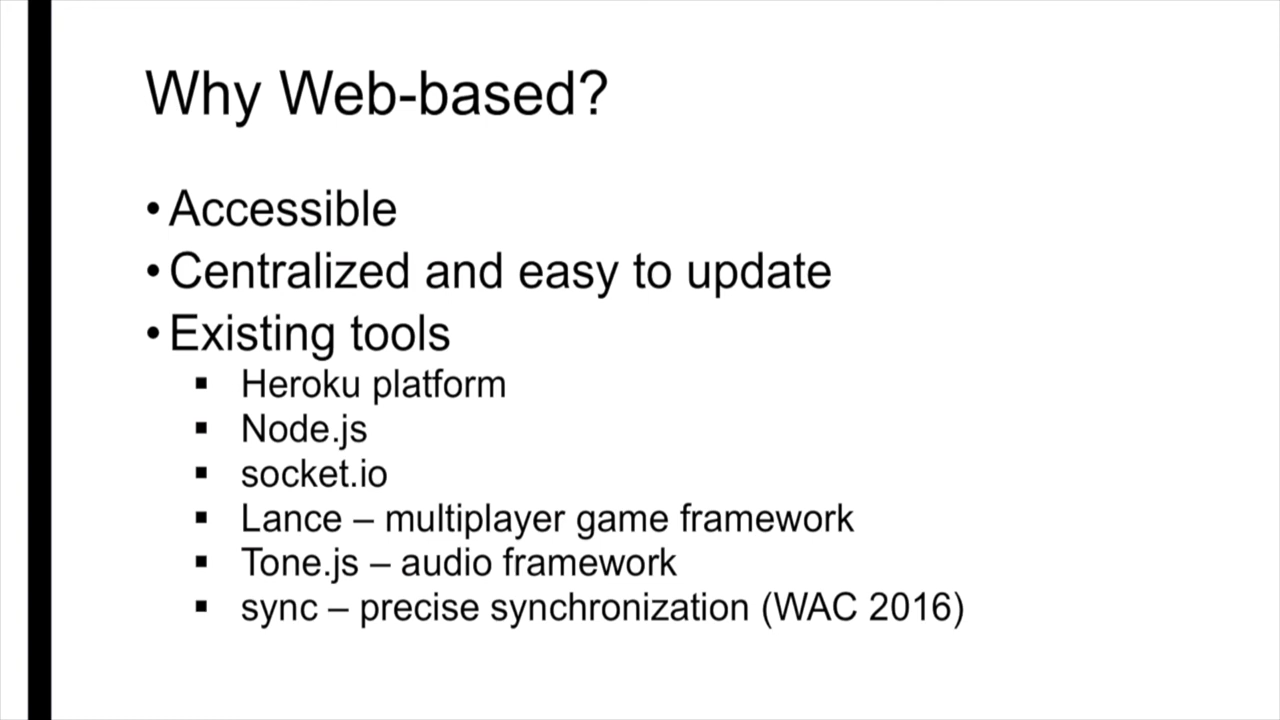 Why Web-based?
• Accessible
• Centralized and easy to update
• Existing tools
▪ Heroku platform
▪ Node.js
▪ socket.io
▪ Lance – multiplayer game framework
▪ Tone.js – audio framework
▪ sync – precise synchronization (WAC 2016)